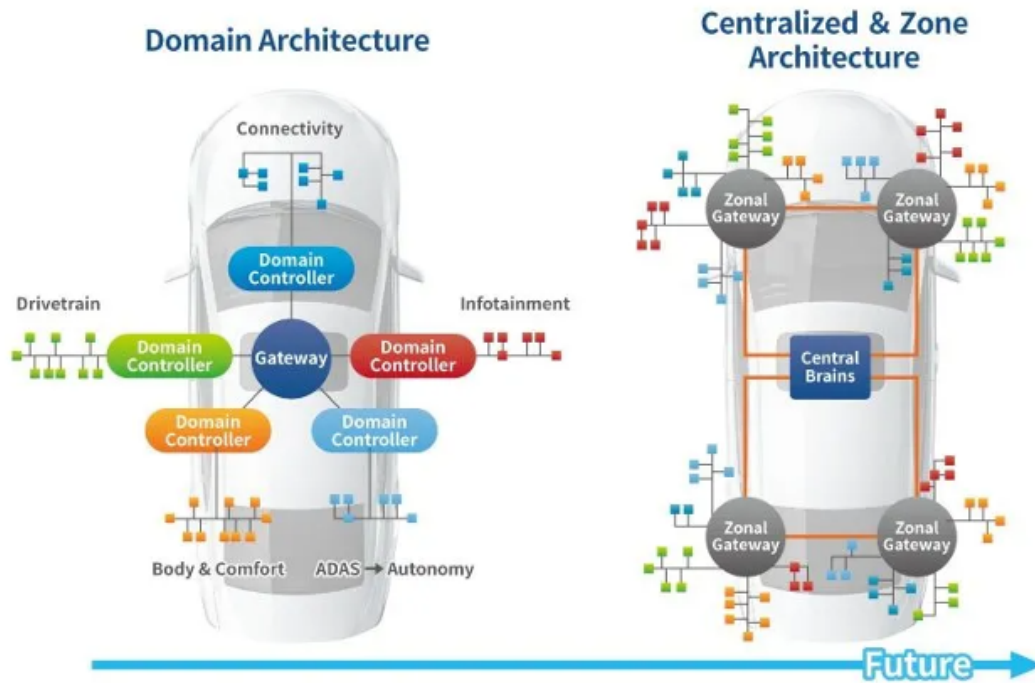 Domain Architecture
Centralized & Zone
Architecture
Connectivity
Domain
Controller
Drivetrain
Infotainment
Domain
Controller
Gateway
Domain
Controller
Domain
Controller
Domain
Controller
Body & Comfort
ADAS → Autonomy
Zonal
Gateway
Zonal
Gateway
Central
Brains
Zonal
Gateway
Zonal
Gateway
Future